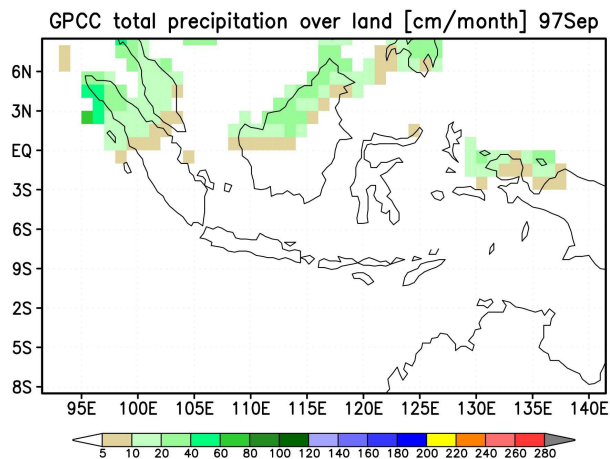 GPCC total precipitation over land [cm/month] 97Sep
6N
3N
EQ
3S
6S
9S
2S
5S
8S
95E 100E 105E 110E 115E 120E 125E 130E 135E 140E
5 10 20 40 60 80 100 120 140 160 180 200 220 240 260 280